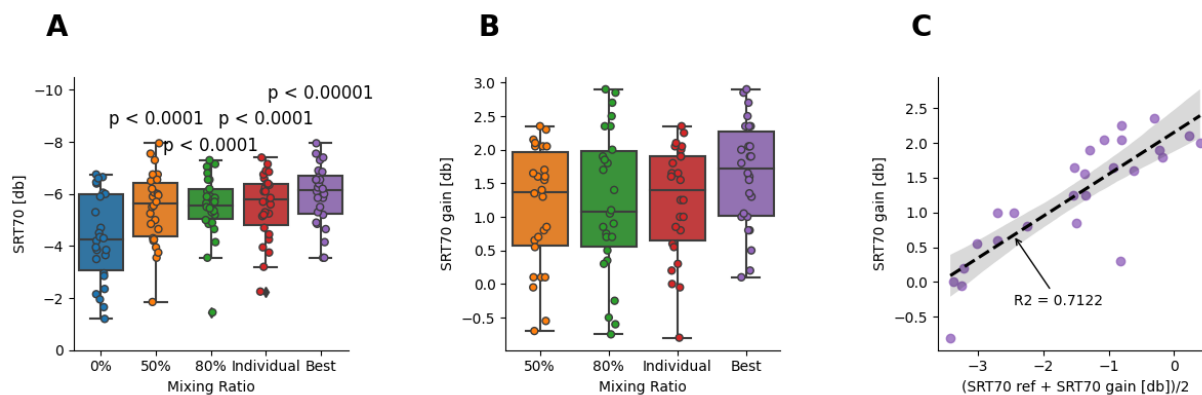 A
B
C
SRT70 [db]
−10
−8
−6
−4
−2
0
p < 0.00001
p < 0.0001
p < 0.0001
p < 0.0001
0%
50%
80%
Individual
Best
Mixing Ratio
SRT70 gain [db]
3.0
2.5
2.0
1.5
1.0
0.5
0.0
−0.5
50%
80%
Individual
Best
Mixing Ratio
SRT70 gain [db]
2.5
2.0
1.5
1.0
0.5
0.0
−0.5
R2 = 0.7122
−3
−2
−1
0
(SRT70 ref + SRT70 gain [db])/2